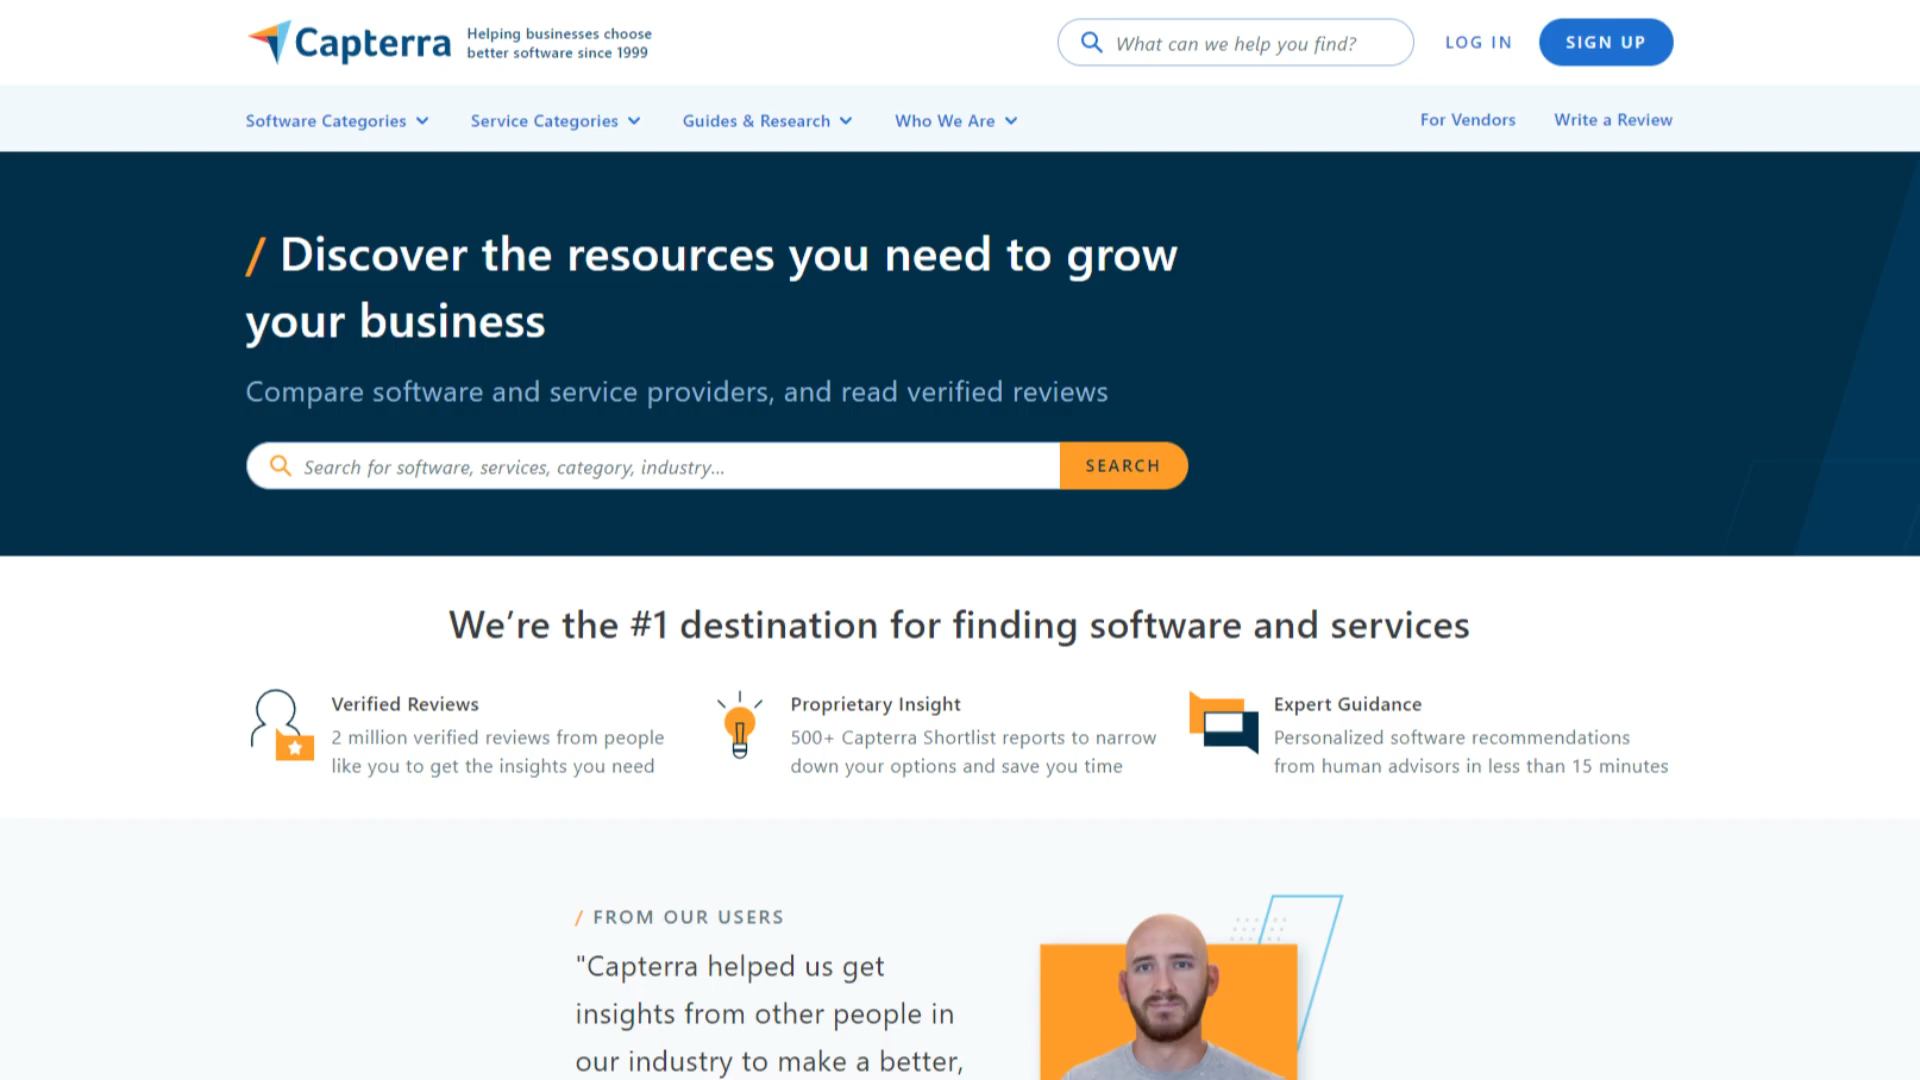 Capterra
Helping businesses choose
better software since 1999
What can we help you find?
LOG IN
SIGN UP
Software Categories
Service Categories
Guides & Research
Who We Are
For Vendors
Write a Review
/ Discover the resources you need to grow
your business
Compare software and service providers, and read verified reviews
Search for software, services, category, industry...
SEARCH
We’re the #1 destination for finding software and services
Verified Reviews
2 million verified reviews from people
like you to get the insights you need
Proprietary Insight
500+ Capterra Shortlist reports to narrow
down your options and save you time
Expert Guidance
Personalized software recommendations
from human advisors in less than 15 minutes
/ FROM OUR USERS
"Capterra helped us get
insights from other people in
our industry to make a better,